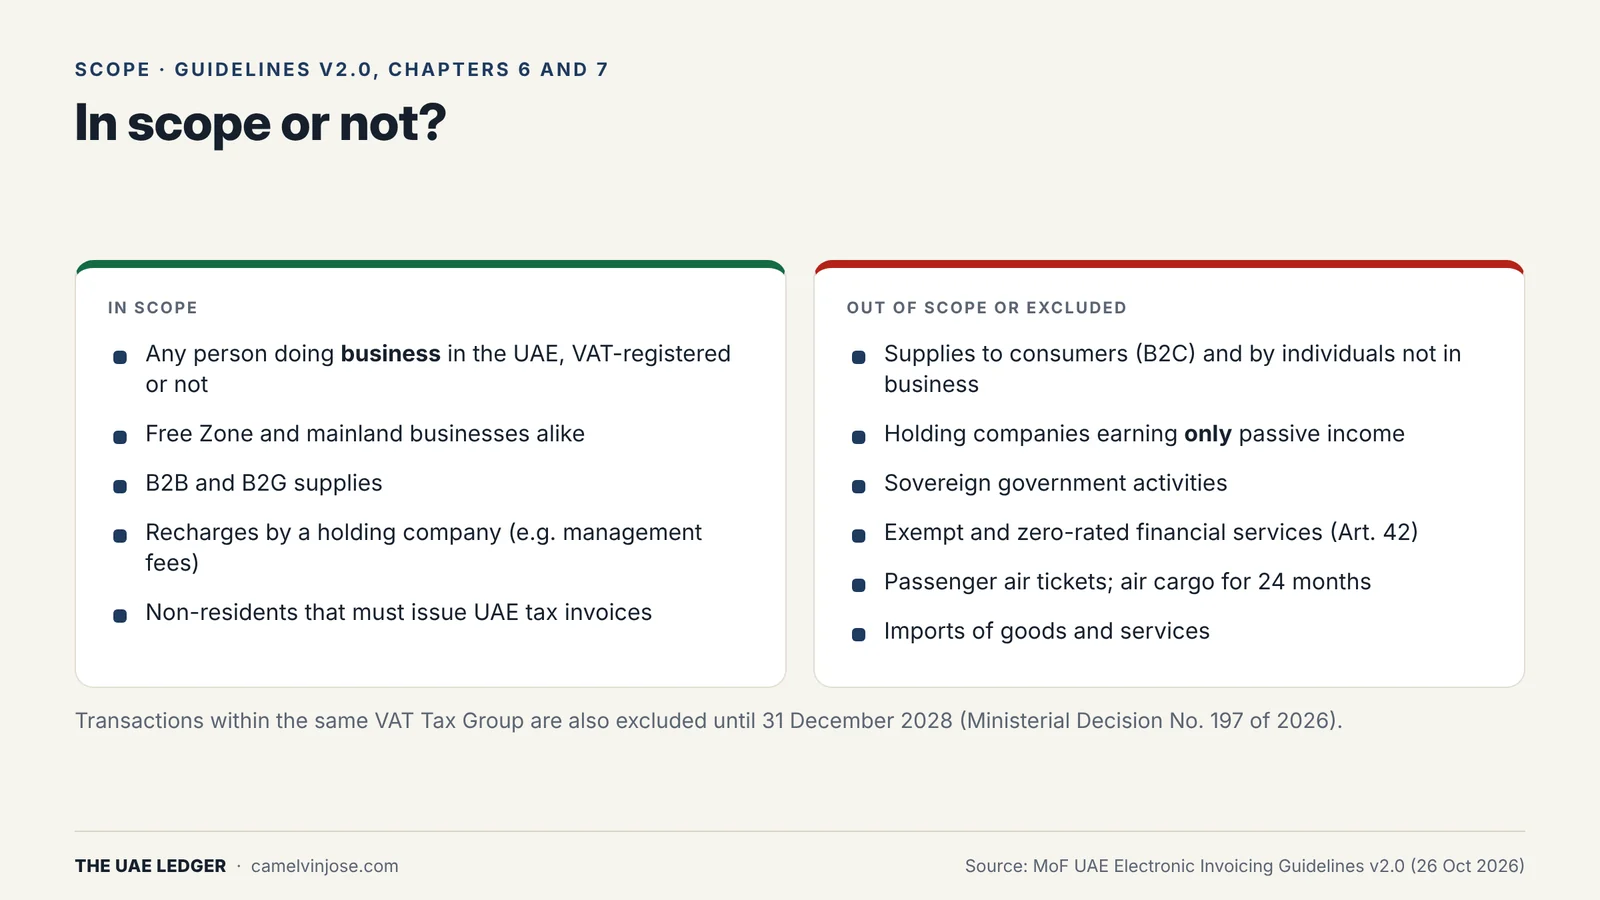 SCOPE · GUIDELINES V2.0, CHAPTERS 6 AND 7
In scope or not?
IN SCOPE
Any person doing business in the UAE, VAT-registered
or not
Free Zone and mainland businesses alike
B2B and B2G supplies
Recharges by a holding company (e.g. management
fees)
Non-residents that must issue UAE tax invoices
OUT OF SCOPE OR EXCLUDED
Supplies to consumers (B2C) and by individuals not in
business
Holding companies earning only passive income
Sovereign government activities
Exempt and zero-rated financial services (Art. 42)
Passenger air tickets; air cargo for 24 months
Imports of goods and services
Transactions within the same VAT Tax Group are also excluded until 31 December 2028 (Ministerial Decision No. 197 of 2026).
THE UAE LEDGER · camelvinjose.com
Source: MoF UAE Electronic Invoicing Guidelines v2.0 (26 Oct 2026)